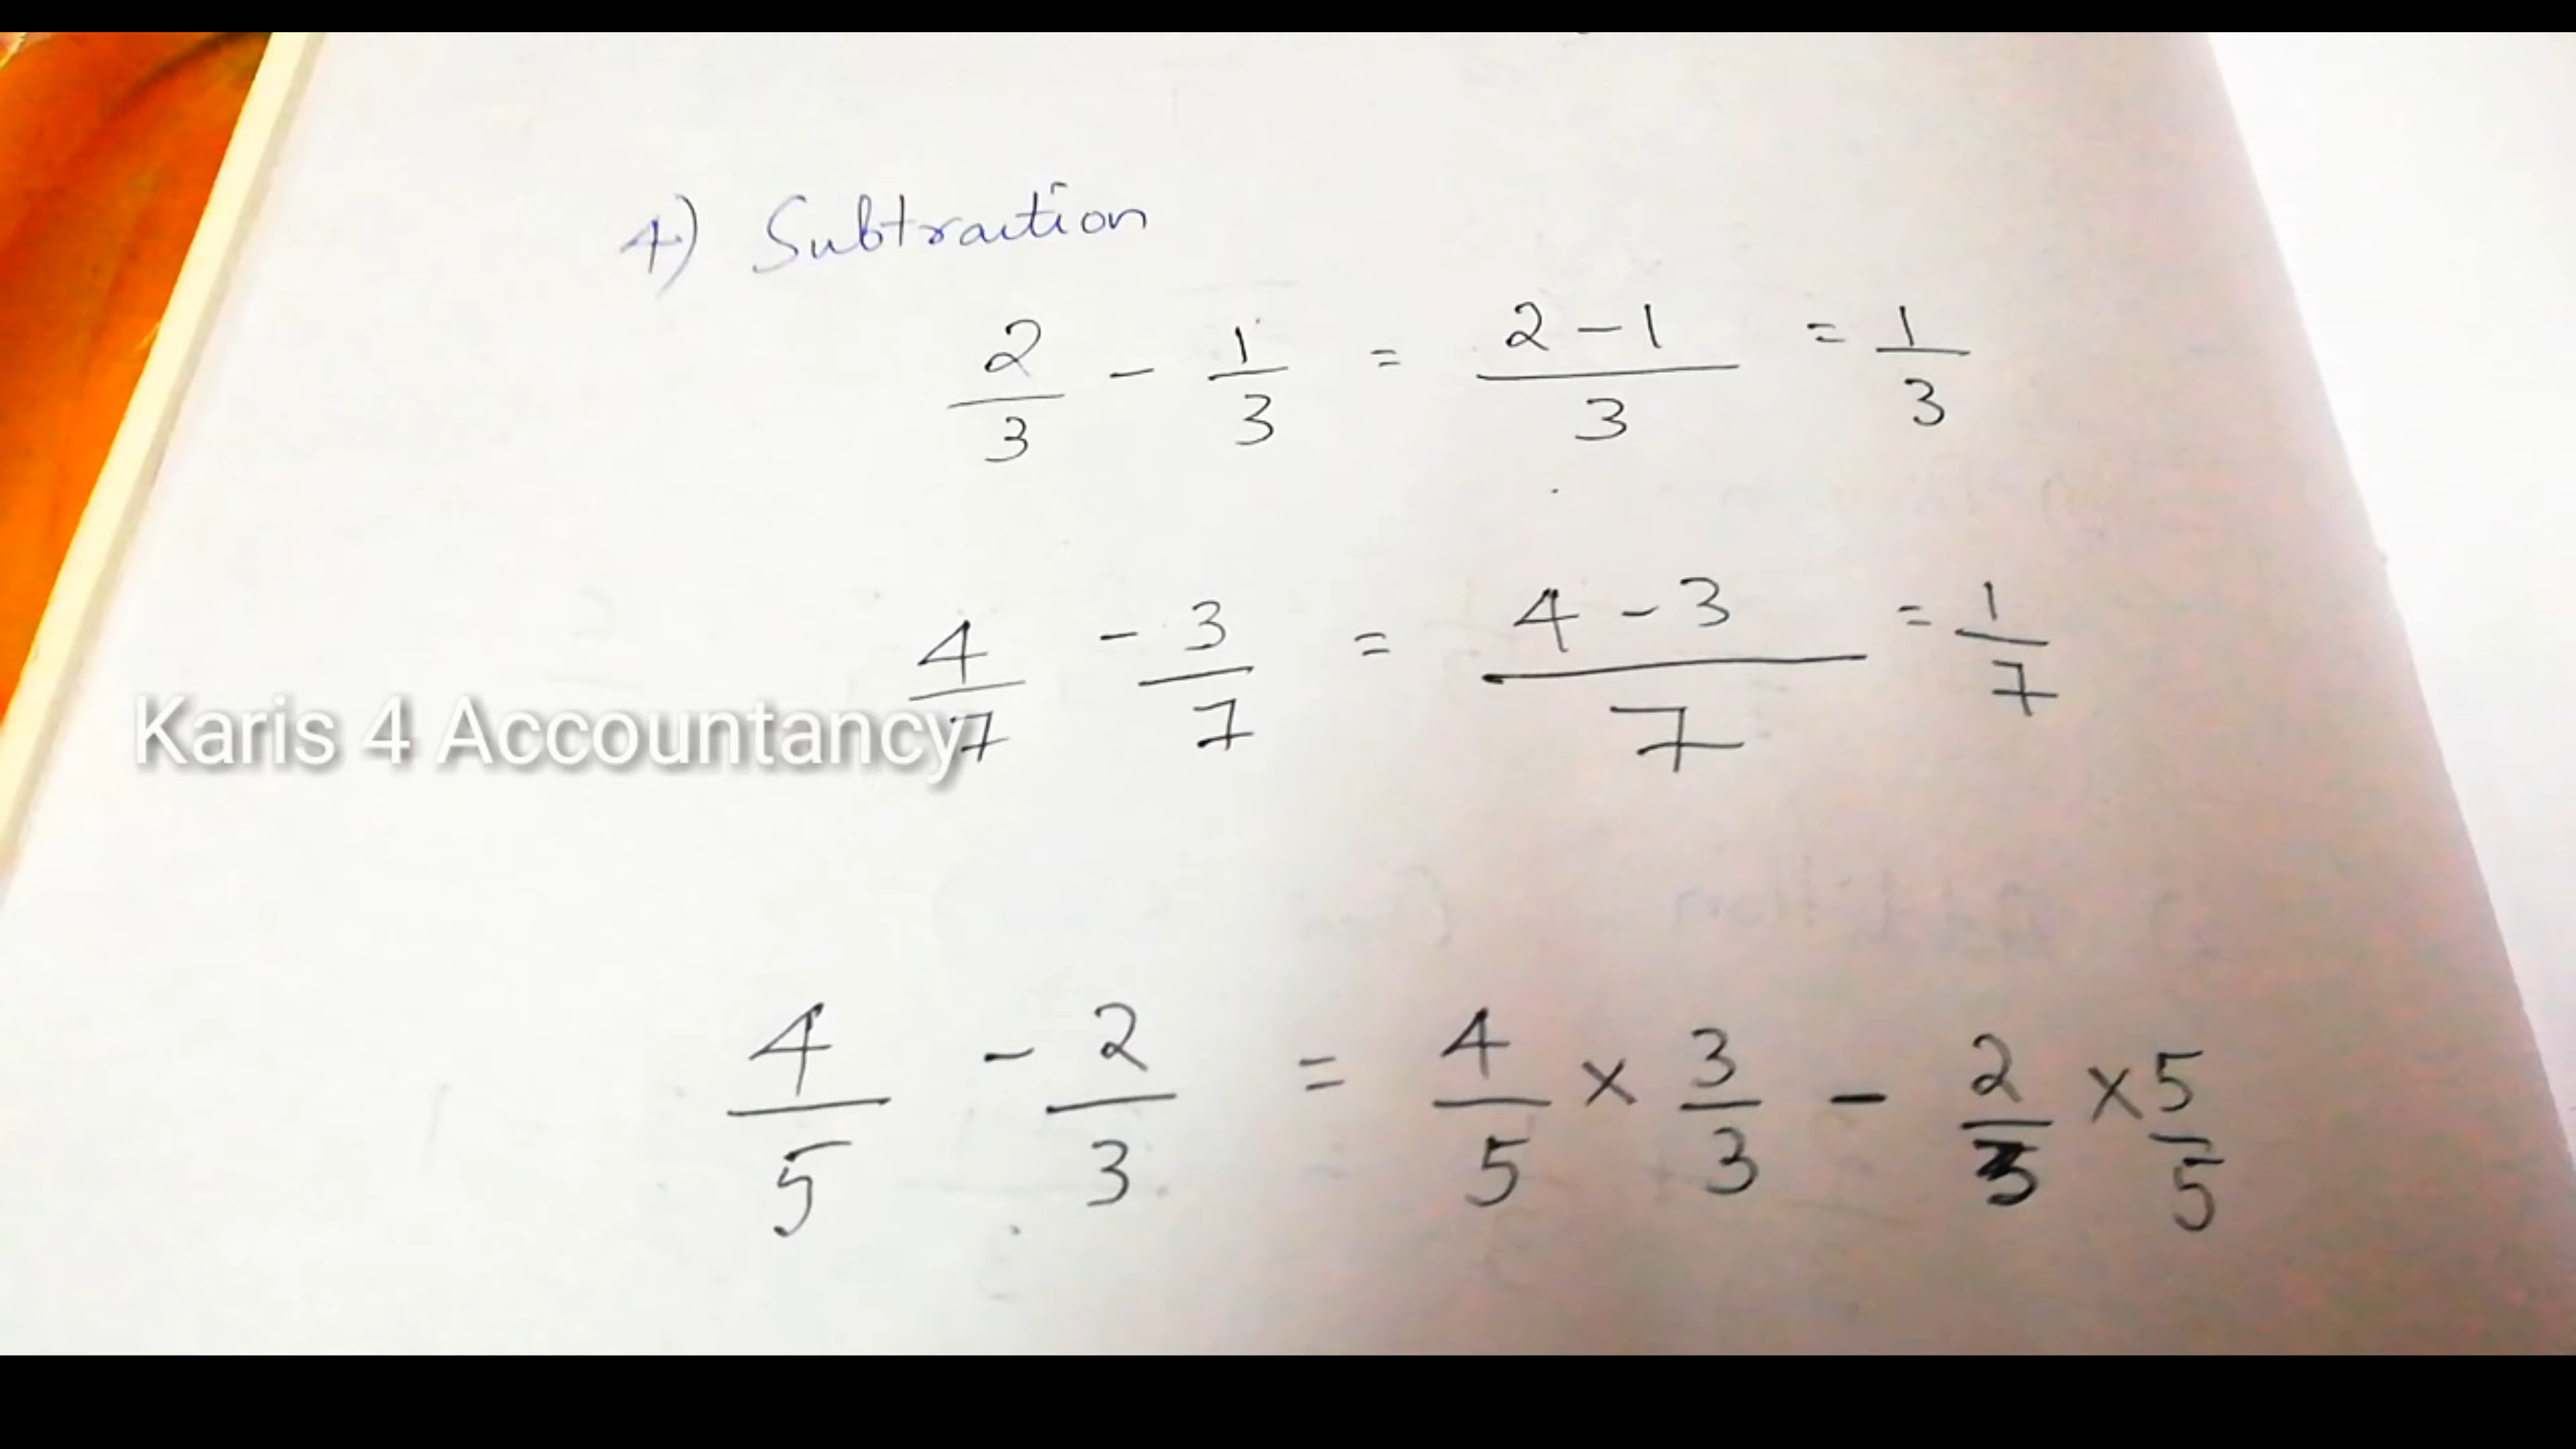 4) Subtraction
2/3 - 1/3 = 2-1/3 = 1/3
4/7 - 3/7 = 4-3/7 = 1/7
Karis 4 Accountancy
4/5 - 2/3 = 4/5 × 3/3 - 2/3 × 5/5